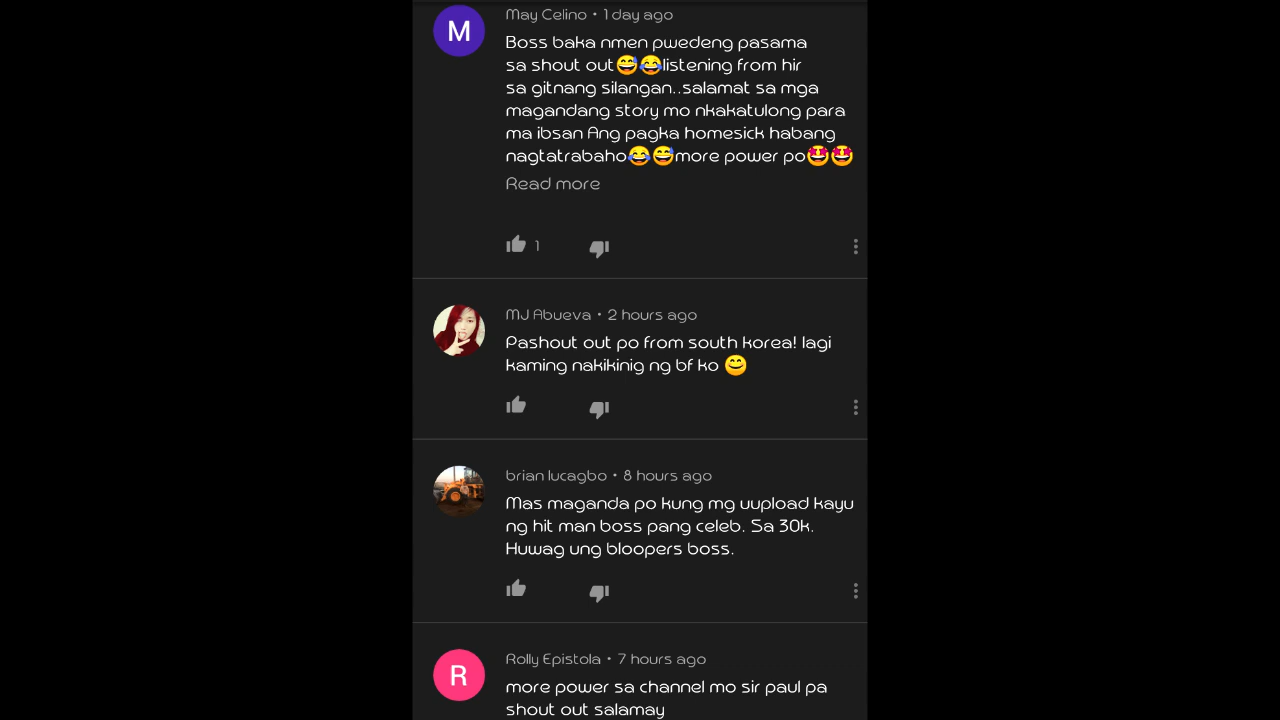 May Celino • 1 day ago
M
Boss baka nmen pwedeng pasama
sa shout out😅😂listening from hir
sa gitnang silangan..salamat sa mga
magandang story mo nkakatulong para
ma ibsan Ang pagka homesick habang
nagtatrabaho😂😅more power po🤩🤩
Read more
1
MJ Abueva • 2 hours ago
Pashout out po from south korea! lagi
kaming nakikinig ng bf ko 😊
brian lucagbo • 8 hours ago
Mas maganda po kung mg uupload kayu
ng hit man boss pang celeb. Sa 30k.
Huwag ung bloopers boss.
Rolly Epistola • 7 hours ago
R
more power sa channel mo sir paul pa
shout out salamay